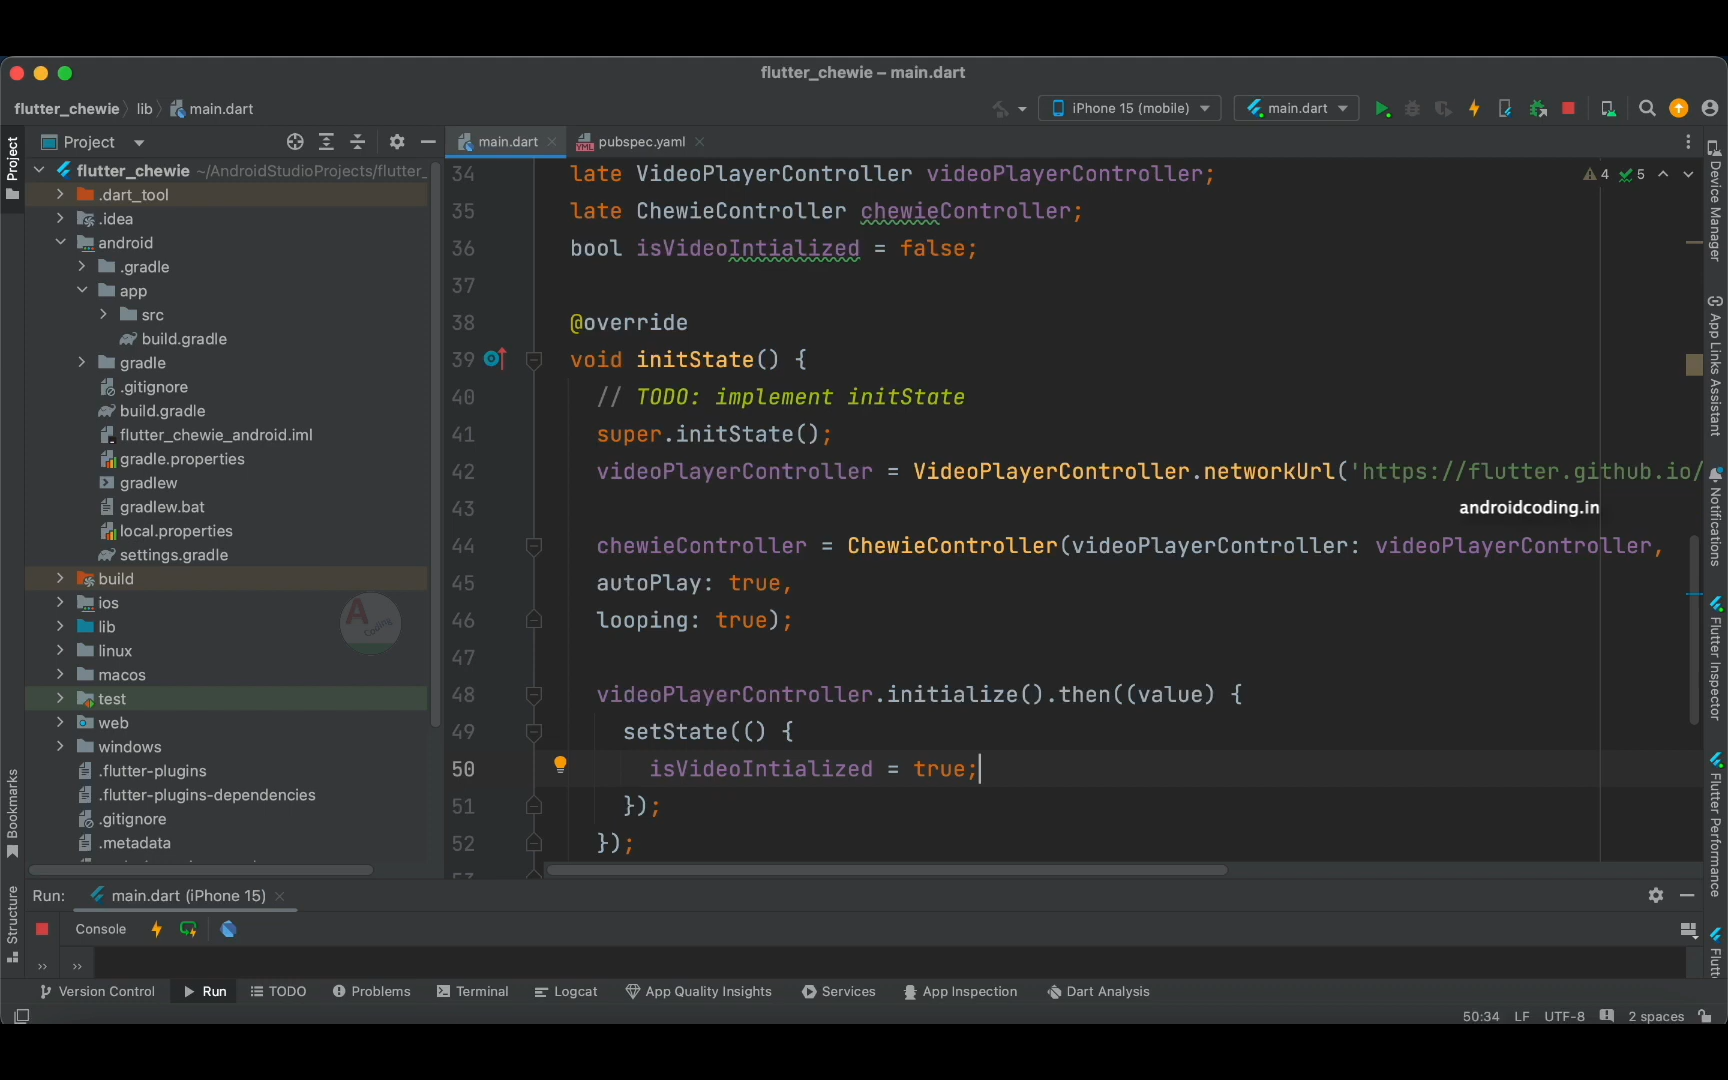 flutter_chewie – main.dart
flutter_chewie lib main.dart
iPhone 15 (mobile) main.dart
Project
main.dart
pubspec.yaml
flutter_chewie ~/AndroidStudioProjects/flutter_
.dart_tool
.idea
android
.gradle
app
src
build.gradle
gradle
.gitignore
build.gradle
flutter_chewie_android.iml
gradle.properties
gradlew
gradlew.bat
local.properties
settings.gradle
build
ios
lib
linux
macos
test
web
windows
.flutter-plugins
.flutter-plugins-dependencies
.gitignore
.metadata
34 late VideoPlayerController videoPlayerController;
35 late ChewieController chewieController;
36 bool isVideoIntialized = false;
37
38 @override
39 void initState() {
40 // TODO: implement initState
41 super.initState();
42 videoPlayerController = VideoPlayerController.networkUrl('https://flutter.github.io/
43
androidcoding.in
44 chewieController = ChewieController(videoPlayerController: videoPlayerController,
45 autoPlay: true,
46 looping: true);
47
48 videoPlayerController.initialize().then((value) {
49 setState(() {
50 isVideoIntialized = true;
51 });
52 });
4 5
A Coding
Project
Bookmarks
Structure
Device Manager
App Links Assistant
Notifications
Flutter Inspector
Flutter Performance
Flutt
Run: main.dart (iPhone 15)
Console
Version Control Run TODO Problems Terminal Logcat App Quality Insights Services App Inspection Dart Analysis
50:34 LF UTF-8 2 spaces